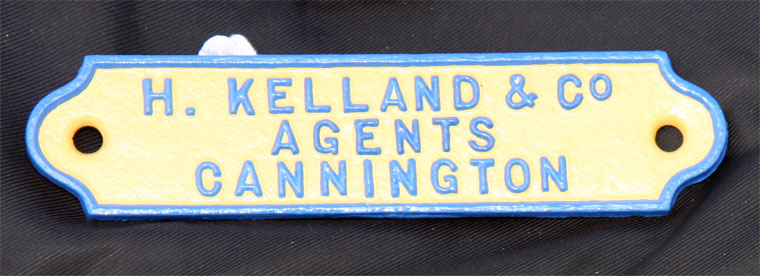 H. KELLAND & Co
AGENTS
CANNINGTON